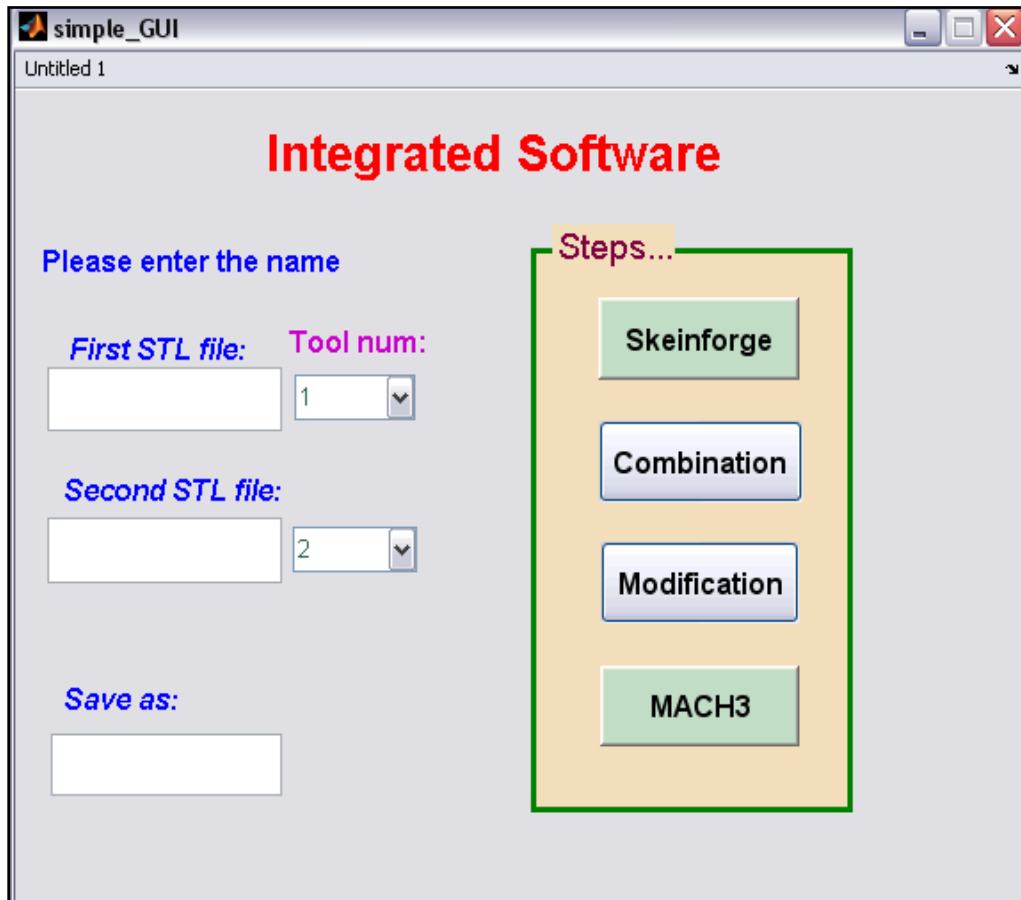 simple_GUI
Untitled 1
Integrated Software
Please enter the name
First STL file:
Tool num:
1
Second STL file:
2
Save as:
Steps...
Skeinforge
Combination
Modification
MACH3